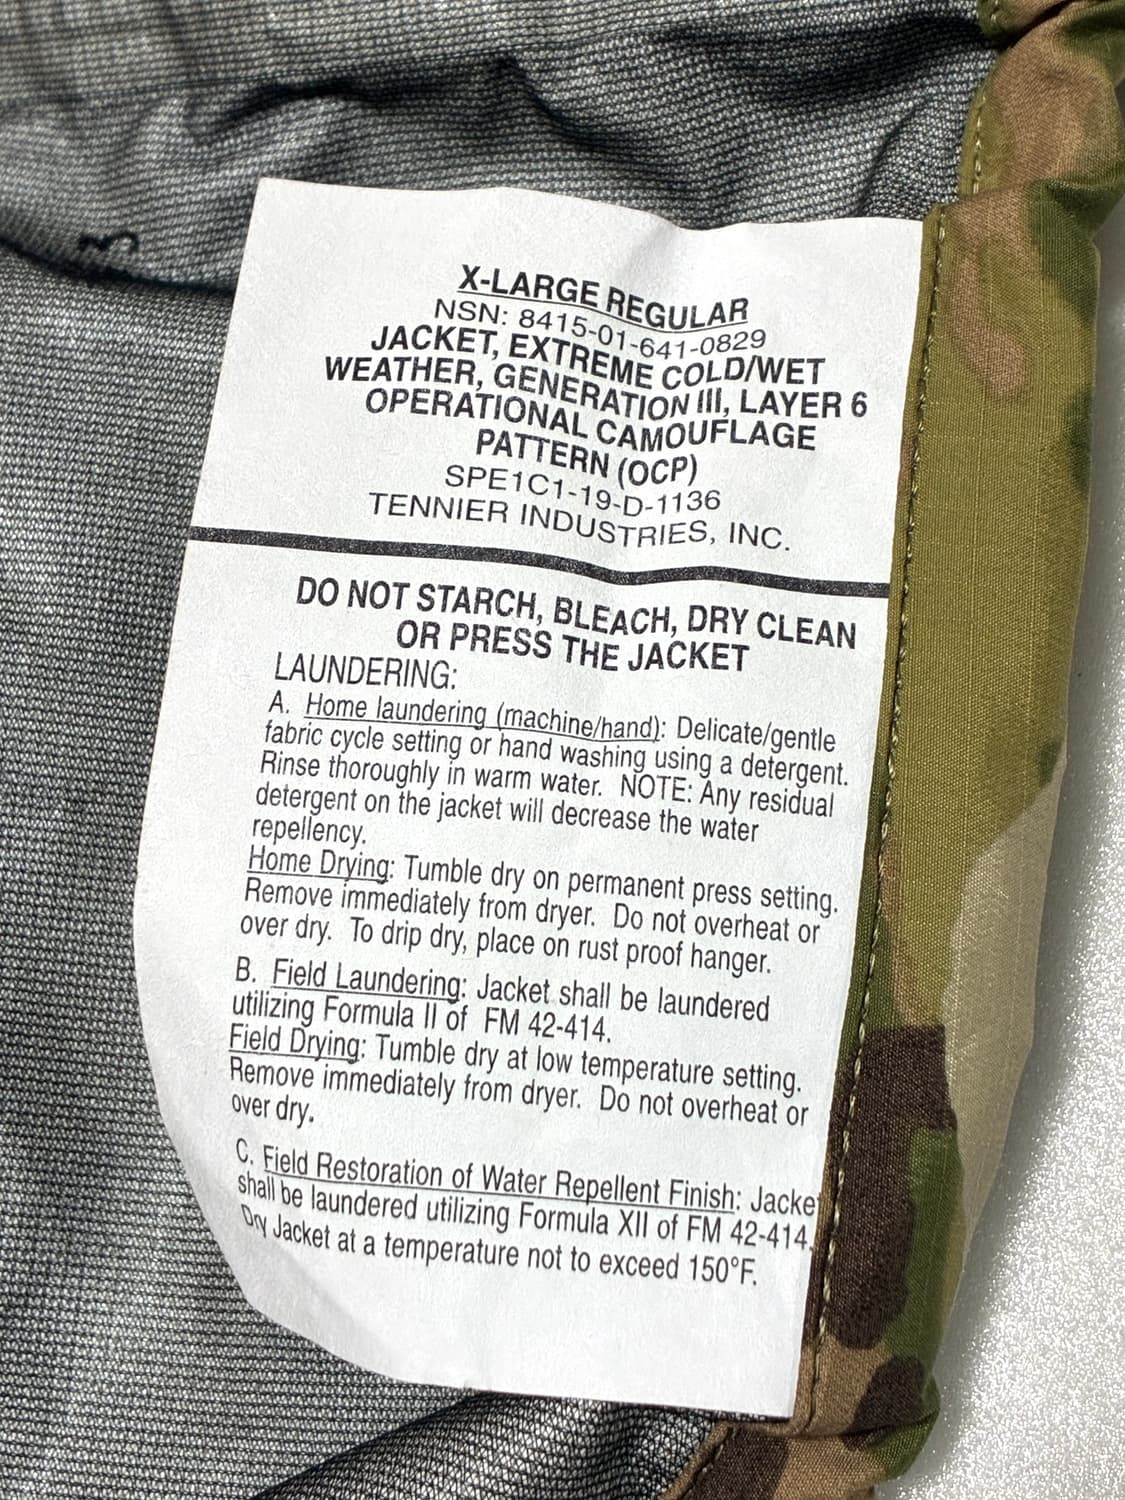 X-LARGE REGULAR
NSN: 8415-01-641-0829
JACKET, EXTREME COLD/WET
WEATHER, GENERATION III, LAYER 6
OPERATIONAL CAMOUFLAGE
PATTERN (OCP)
SPE1C1-19-D-1136
TENNIER INDUSTRIES, INC.
DO NOT STARCH, BLEACH, DRY CLEAN
OR PRESS THE JACKET
LAUNDERING:
A. Home laundering (machine/hand): Delicate/gentle
fabric cycle setting or hand washing using a detergent.
Rinse thoroughly in warm water. NOTE: Any residual
detergent on the jacket will decrease the water
repellency.
Home Drying: Tumble dry on permanent press setting.
Remove immediately from dryer. Do not overheat or
over dry. To drip dry, place on rust proof hanger.
B. Field Laundering: Jacket shall be laundered
utilizing Formula II of FM 42-414.
Field Drying: Tumble dry at low temperature setting.
Remove immediately from dryer. Do not overheat or
over dry.
C. Field Restoration of Water Repellent Finish: Jacke
shall be laundered utilizing Formula XII of FM 42-414.
Dry Jacket at a temperature not to exceed 150°F.